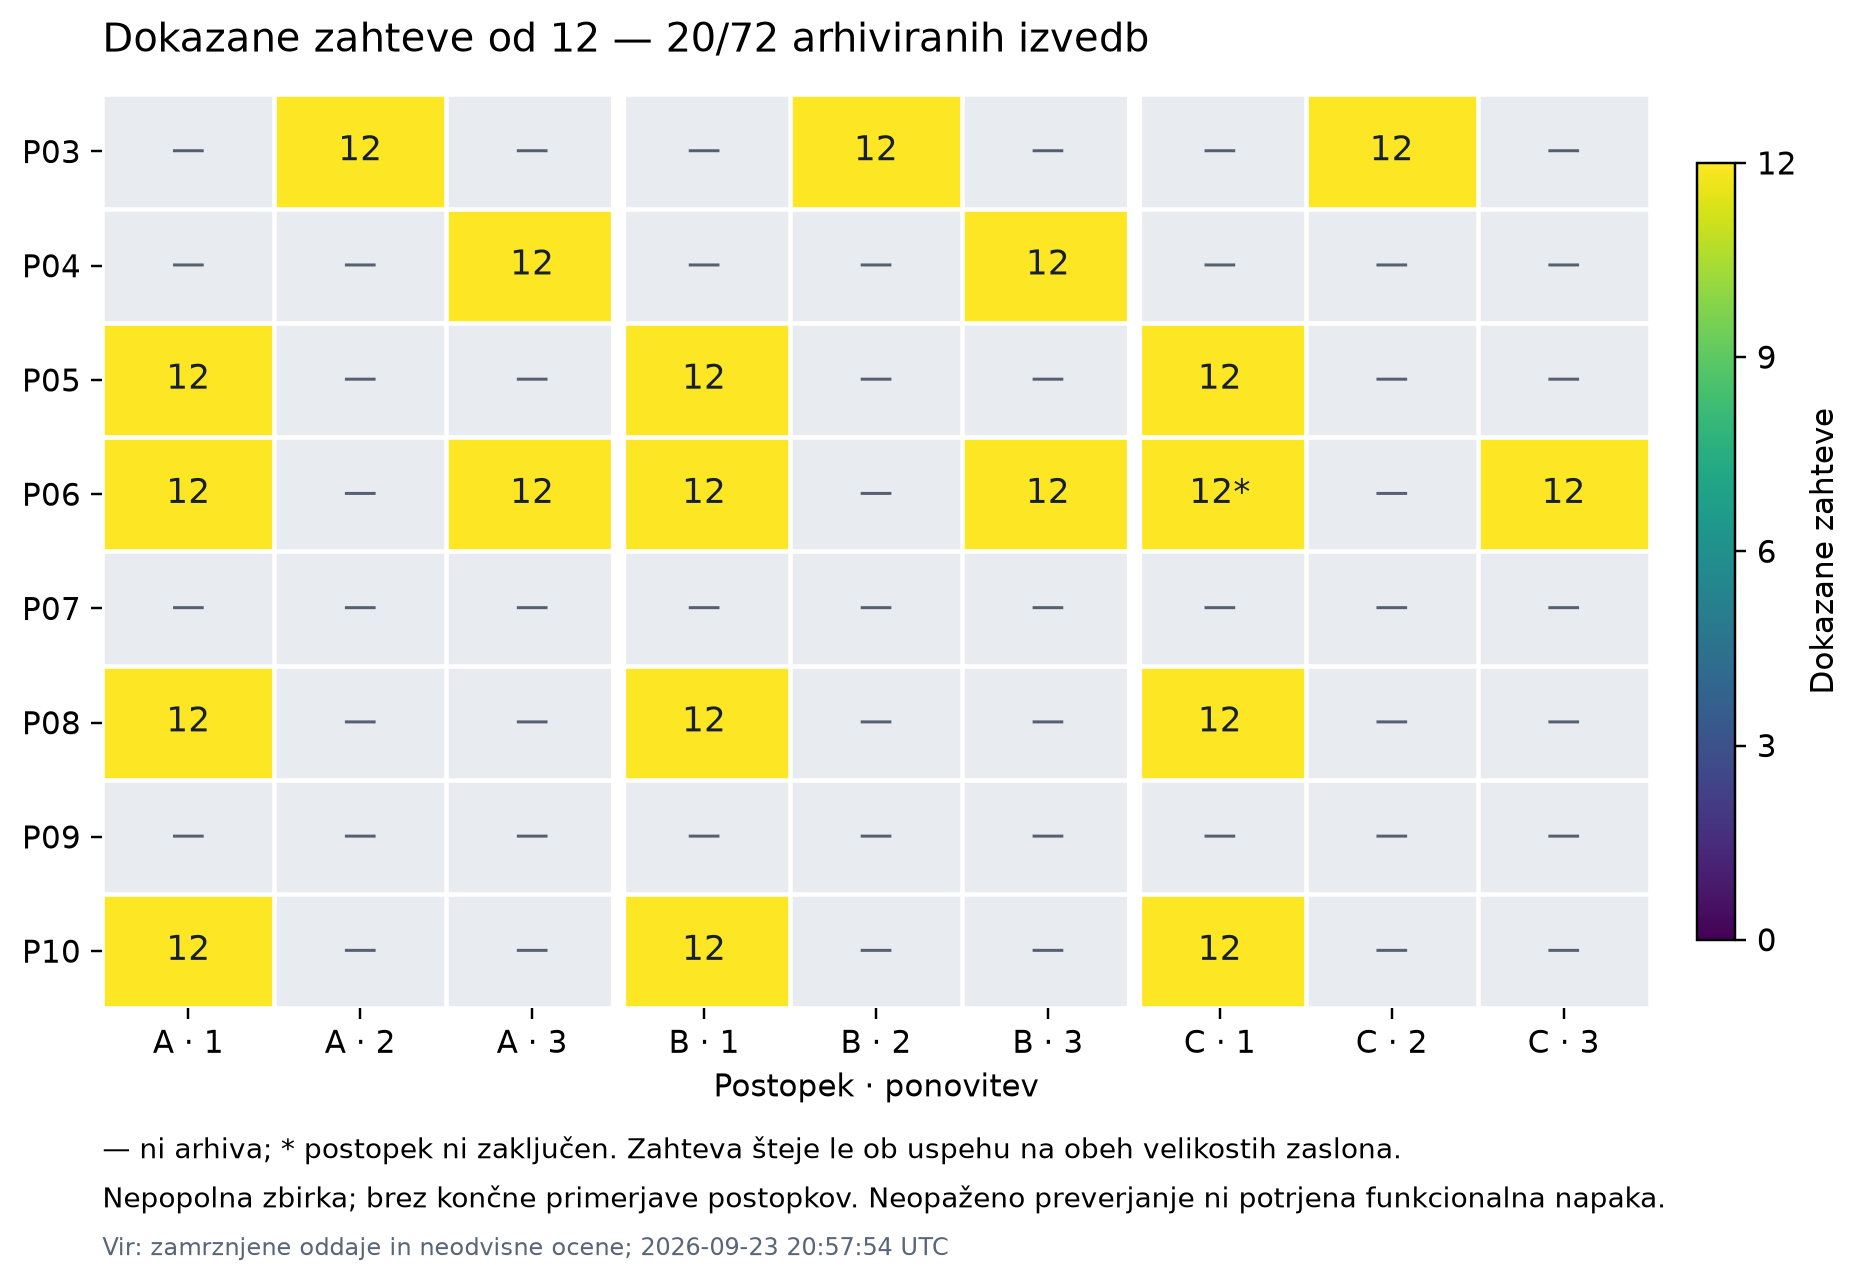 Dokazane zahteve od 12 — 20/72 arhiviranih izvedb
P03 — 12 — — 12 — — 12 —
P04 — — 12 — — 12 — — —
P05 12 — — 12 — — 12 — —
P06 12 — 12 12 — 12 12* — 12
P07 — — — — — — — — —
P08 12 — — 12 — — 12 — —
P09 — — — — — — — — —
P10 12 — — 12 — — 12 — —
A · 1 A · 2 A · 3 B · 1 B · 2 B · 3 C · 1 C · 2 C · 3
Postopek · ponovitev
12
9
6
3
0
Dokazane zahteve
— ni arhiva; * postopek ni zaključen. Zahteva šteje le ob uspehu na obeh velikostih zaslona.
Nepopolna zbirka; brez končne primerjave postopkov. Neopaženo preverjanje ni potrjena funkcionalna napaka.
Vir: zamrznjene oddaje in neodvisne ocene; 2026-09-23 20:57:54 UTC